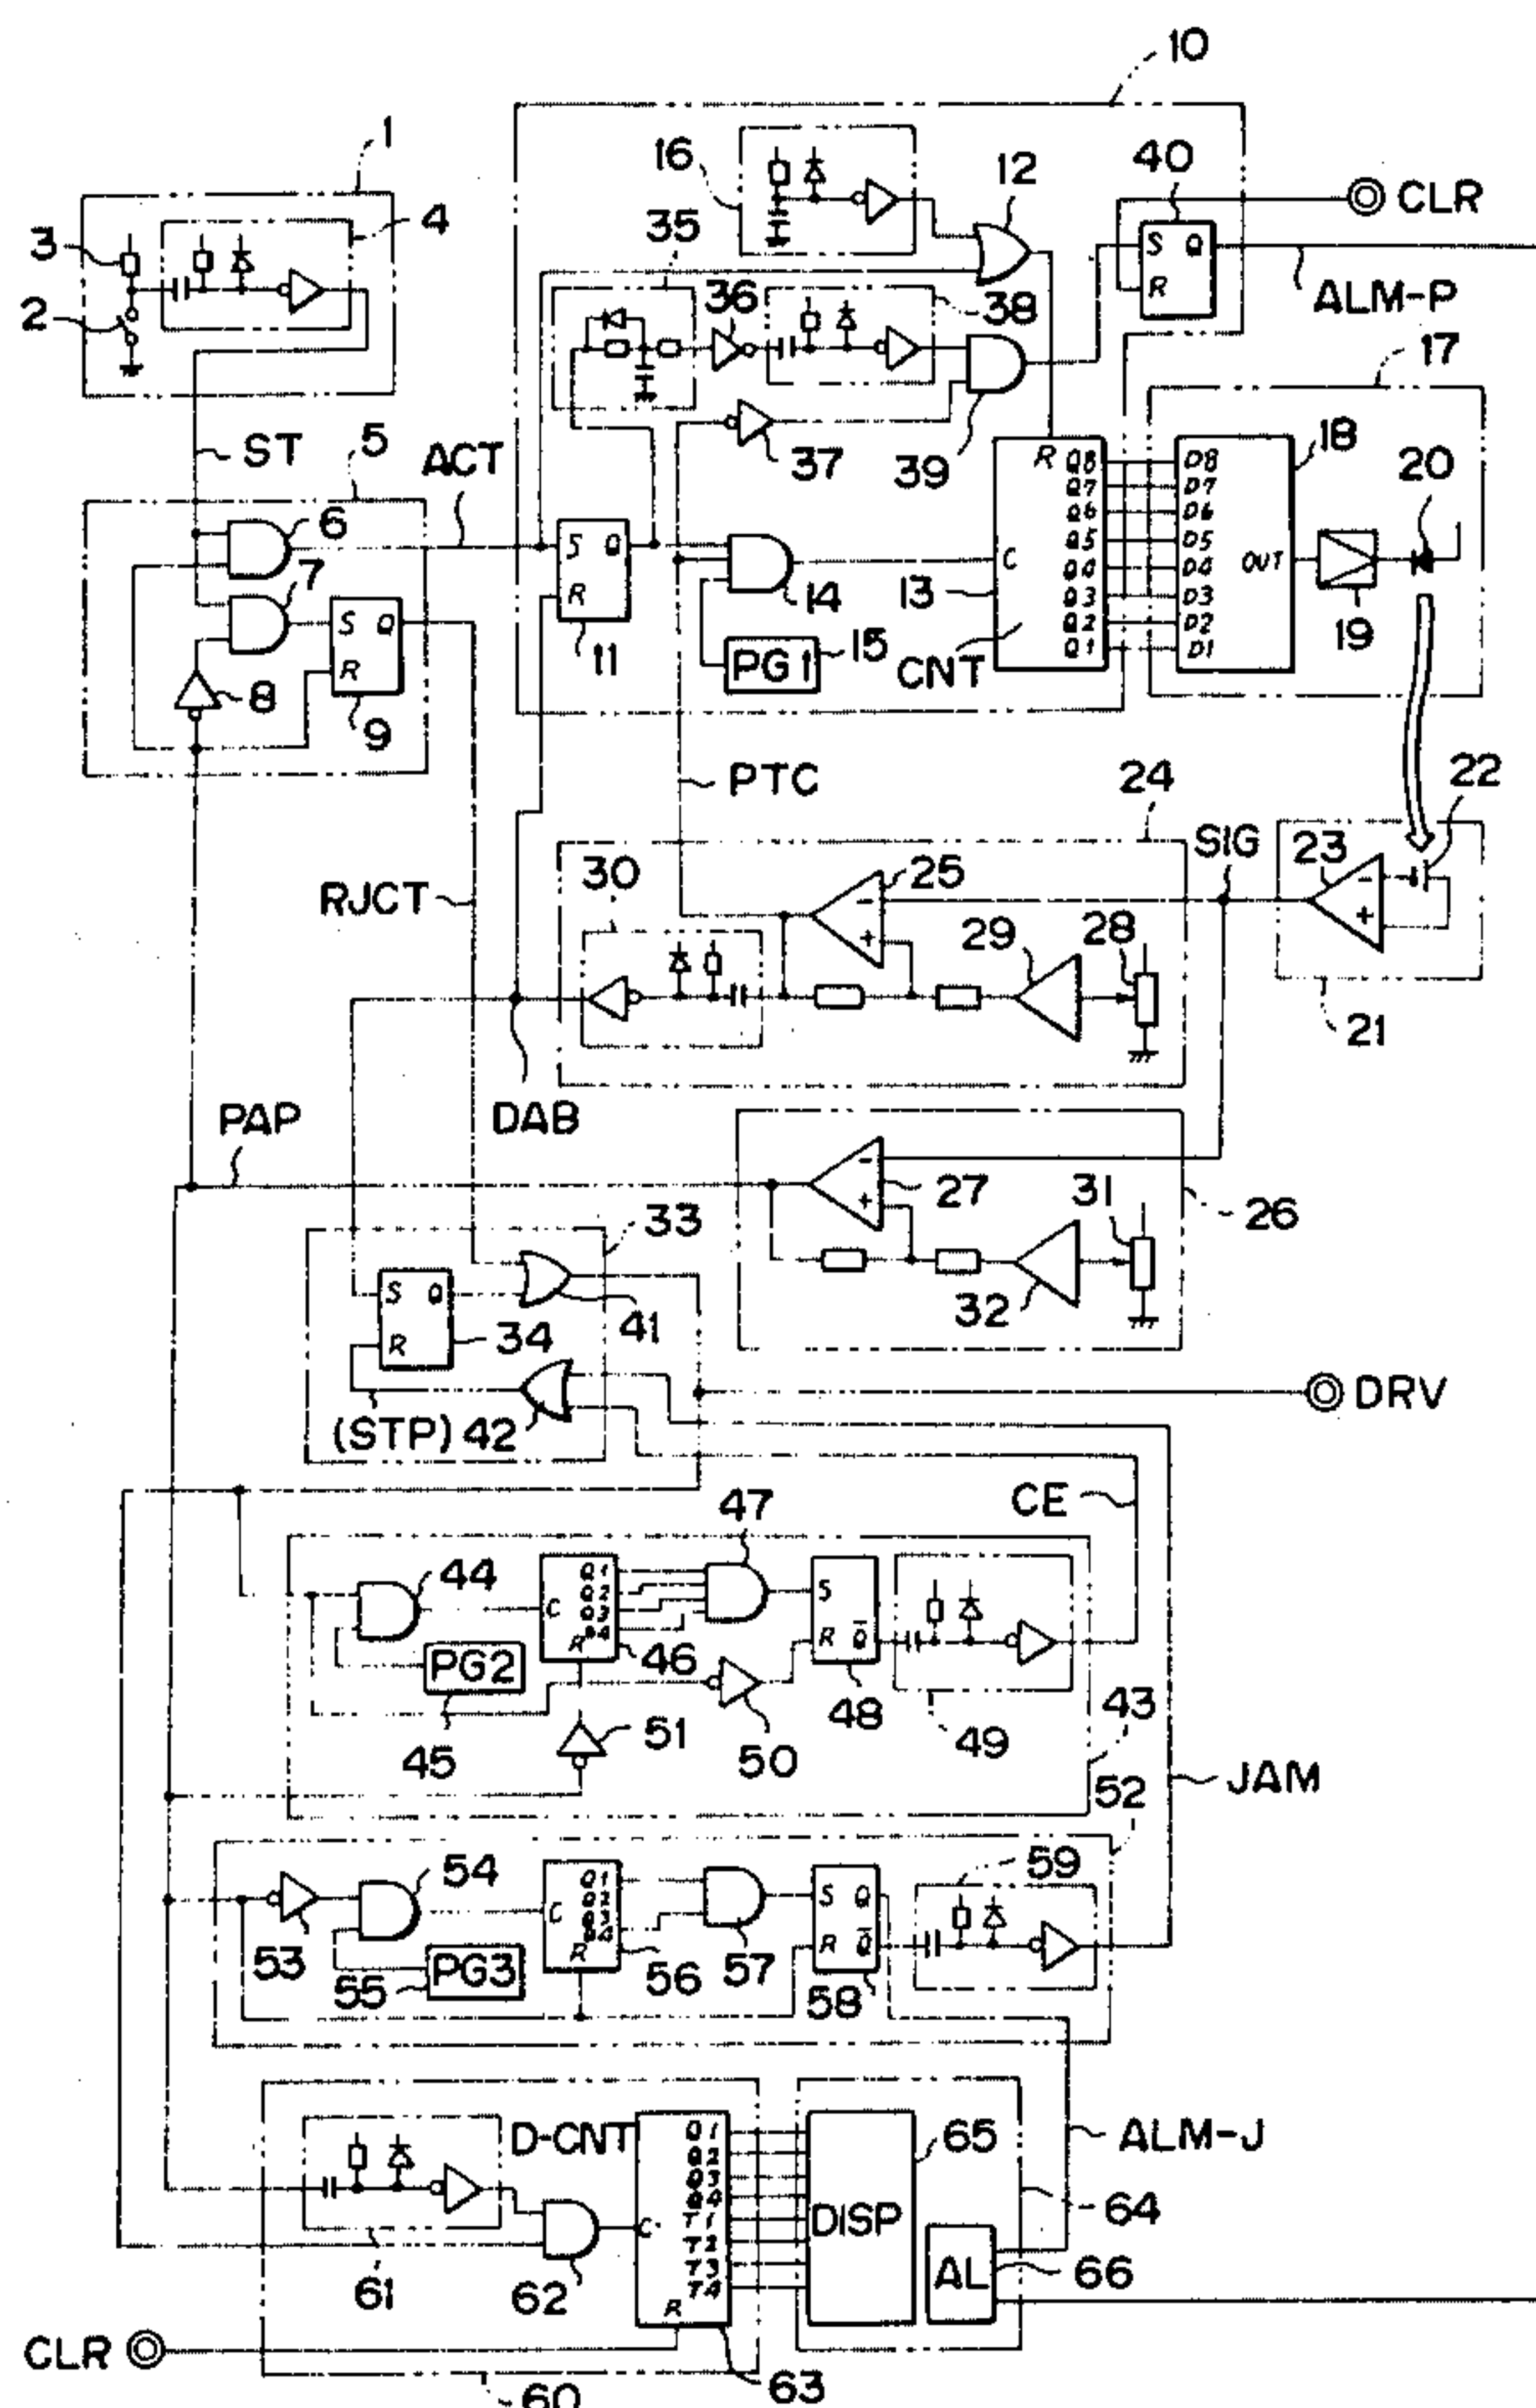 10
1
16
12
40
CLR
4
35
3
S Q
R
2
36
38
ALM-P
17
37
39
18
20
ST
5
ACT
R Q8 D8
Q7 D7
Q6 D6
Q5 D5
Q4 D4
Q3 D3
Q2 D2
Q1 D1
OUT
6
7
S Q
R
C
14
13
19
S Q
R
11
PG1
15
CNT
8
9
PTC
24
22
SIG
23
- +
30
25
- +
RJCT
29
28
21
DAB
PAP
27
- +
31
26
33
S Q
R
34
41
32
DRV
(STP) 42
CE
47
44
C
Q1
Q2
Q3
Q4
R
S
R Q̅
PG2
46
48
49
43
45
51
50
52
JAM
54
59
C
Q1
Q2
Q3
Q4
R
S Q
R Q̅
53
PG3
55
56
57
58
D-CNT
Q1
Q2
Q3
Q4
T1
T2
T3
T4
C
R
65
ALM-J
DISP
64
AL
66
61
62
CLR
60
63